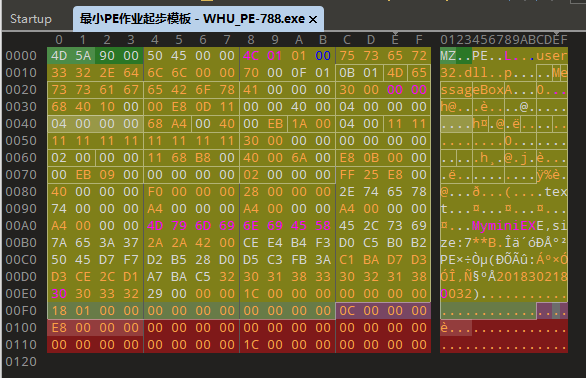 Startup 最小PE作业起步模板 - WHU_PE-788.exe ×
0 1 2 3 4 5 6 7 8 9 A B C D E F 0123456789ABCDEF
0000 4D 5A 90 00 50 45 00 00 4C 01 01 00 75 73 65 72 MZ..PE..L...user
0010 33 32 2E 64 6C 6C 00 00 70 00 0F 01 0B 01 4D 65 32.dll..p.....Me
0020 73 73 61 67 65 42 6F 78 41 00 00 00 30 00 00 00 ssageBoxA...0...
0030 68 40 10 00 00 E8 0D 11 00 00 40 00 04 00 00 00 h@...è....@.....
0040 04 00 00 00 68 A4 00 40 00 EB 1A 00 04 00 11 11 ....h¤.@.ë......
0050 11 11 11 11 11 11 11 11 30 00 00 00 00 00 00 00 ........0.......
0060 02 00 00 00 11 68 B8 00 40 00 6A 00 E8 0B 00 00 .....h¸.@.j.è...
0070 00 EB 09 00 00 00 00 00 02 00 00 00 FF 25 E8 00 .ë..........ÿ%è.
0080 40 00 00 00 F0 00 00 00 28 00 00 00 2E 74 65 78 @...ð...(....tex
0090 74 00 00 00 A4 00 00 00 A4 00 00 00 A4 00 00 00 t...¤...¤...¤...
00A0 A4 00 00 00 45 2C 73 69 ¤...E,si
00B0 7A 65 3A 37 2A 2A 42 00 CE E4 B4 F3 D0 C5 B0 B2 ze:7**B.Îä´óÐÅ°²
00C0 50 45 D7 F7 D2 B5 28 D0 D5 C3 FB 3A C1 BA D7 D3 PE×÷Òµ(ÐÕÃû:Áº×Ó
00D0 D3 CE 2C D1 A7 BA C5 32 30 31 38 33 30 32 31 38 ÓÎ,Ñ§ºÅ201830218
00E0 30 30 33 32 29 00 00 00 1C 00 00 00 00 00 00 00 0032)...........
00F0 18 01 00 00 00 00 00 00 00 00 00 00 0C 00 00 00 ................
0100 E8 00 00 00 00 00 00 00 00 00 00 00 00 00 00 00 è...............
0110 00 00 00 00 00 00 00 00 1C 00 00 00 00 00 00 00 ................
0120